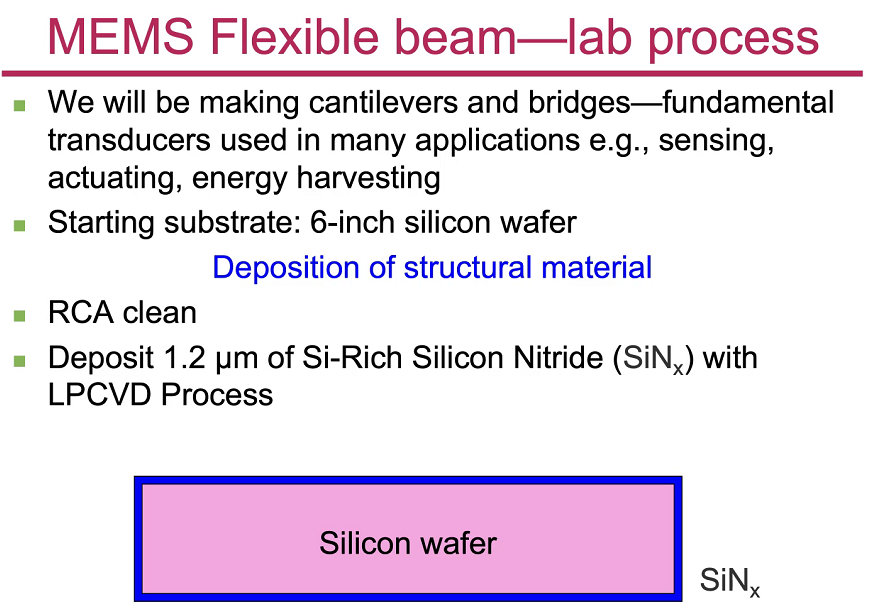 MEMS Flexible beam—lab process
We will be making cantilevers and bridges—fundamental
transducers used in many applications e.g., sensing,
actuating, energy harvesting
Starting substrate: 6-inch silicon wafer
Deposition of structural material
RCA clean
Deposit 1.2 μm of Si-Rich Silicon Nitride (SiNₓ) with
LPCVD Process
Silicon wafer
SiNₓ